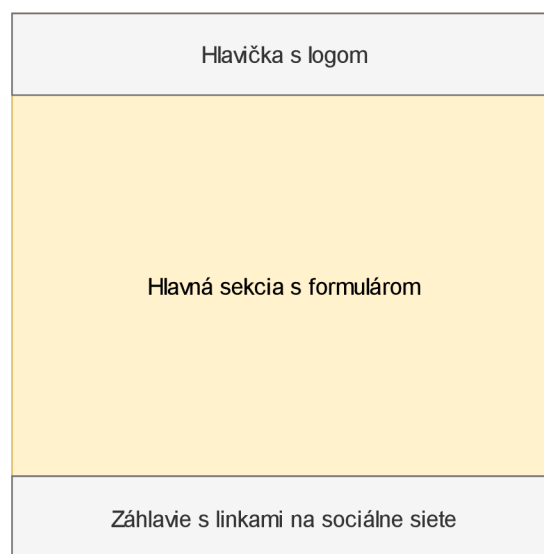 Hlavička s logom
Hlavná sekcia s formulárom
Záhlavie s linkami na sociálne siete